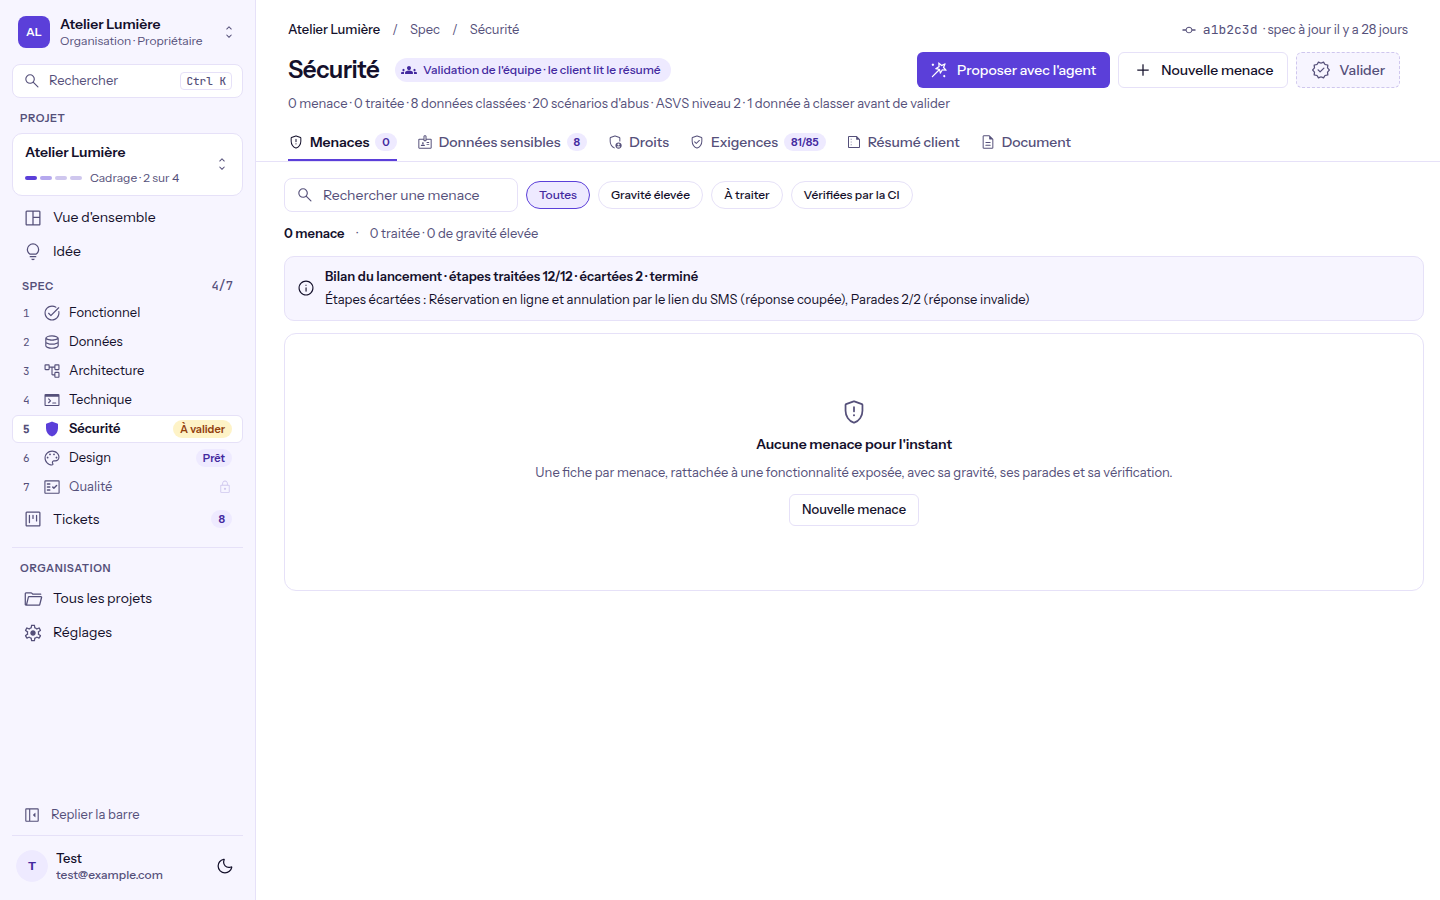 AL
Atelier Lumière
Organisation · Propriétaire
Rechercher
Ctrl K
PROJET
Atelier Lumière
Cadrage · 2 sur 4
Vue d'ensemble
Idée
SPEC
4/7
1 Fonctionnel
2 Données
3 Architecture
4 Technique
5 Sécurité À valider
6 Design Prêt
7 Qualité
Tickets 8
ORGANISATION
Tous les projets
Réglages
Replier la barre
T
Test
test@example.com
Atelier Lumière / Spec / Sécurité
a1b2c3d · spec à jour il y a 28 jours
Sécurité
Validation de l'équipe · le client lit le résumé
Proposer avec l'agent
Nouvelle menace
Valider
0 menace · 0 traitée · 8 données classées · 20 scénarios d'abus · ASVS niveau 2 · 1 donnée à classer avant de valider
Menaces 0
Données sensibles 8
Droits
Exigences 81/85
Résumé client
Document
Rechercher une menace
Toutes
Gravité élevée
À traiter
Vérifiées par la CI
0 menace · 0 traitée · 0 de gravité élevée
Bilan du lancement · étapes traitées 12/12 · écartées 2 · terminé
Étapes écartées : Réservation en ligne et annulation par le lien du SMS (réponse coupée), Parades 2/2 (réponse invalide)
Aucune menace pour l'instant
Une fiche par menace, rattachée à une fonctionnalité exposée, avec sa gravité, ses parades et sa vérification.
Nouvelle menace